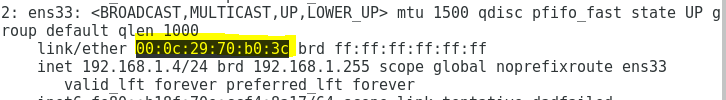 2: ens33: <BROADCAST,MULTICAST,UP,LOWER_UP> mtu 1500 qdisc pfifo_fast state UP g
roup default qlen 1000
link/ether 00:0c:29:70:b0:3c brd ff:ff:ff:ff:ff:ff
inet 192.168.1.4/24 brd 192.168.1.255 scope global noprefixroute ens33
valid_lft forever preferred_lft forever